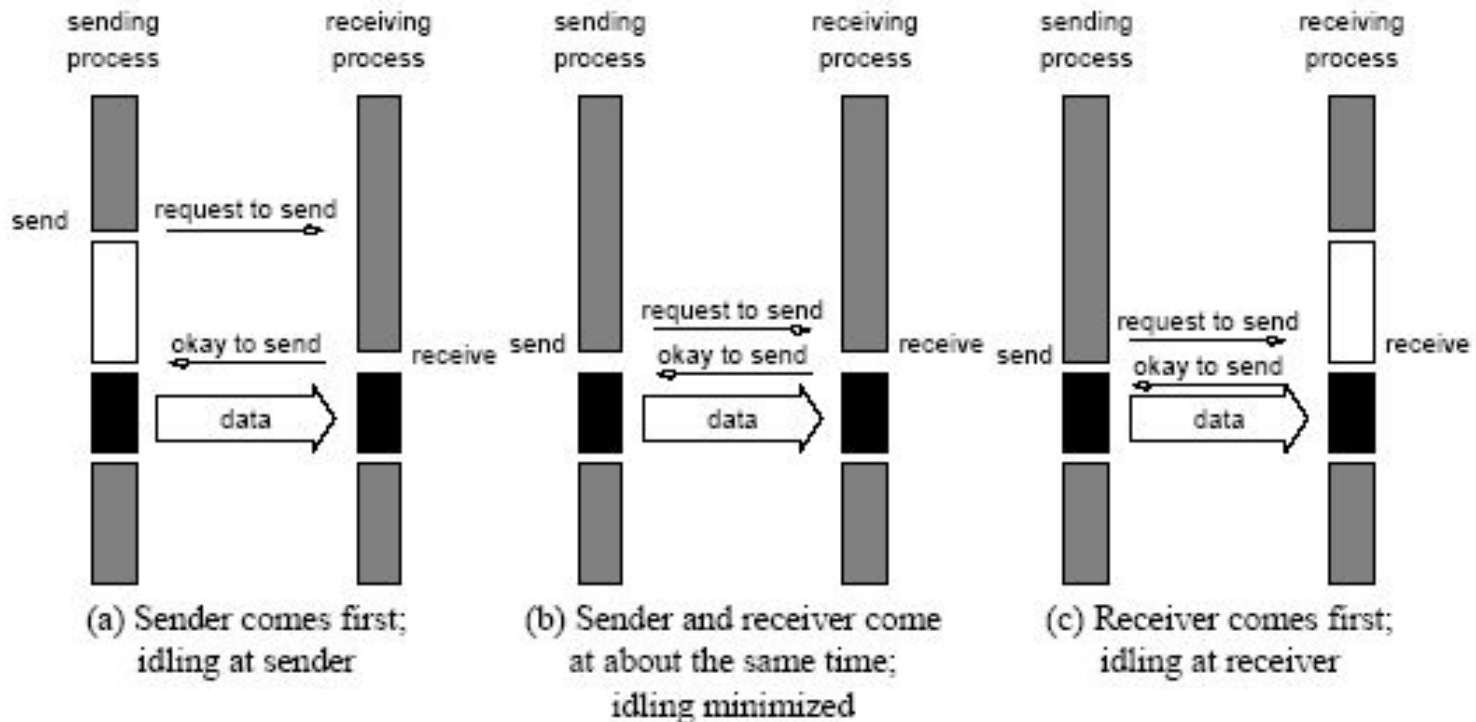 sending
process
receiving
process
send
request to send
okay to send
receive
data
(a) Sender comes first;
idling at sender
sending
process
receiving
process
request to send
send
okay to send
receive
data
(b) Sender and receiver come
at about the same time;
idling minimized
sending
process
receiving
process
request to send
send
okay to send
receive
data
(c) Receiver comes first;
idling at receiver